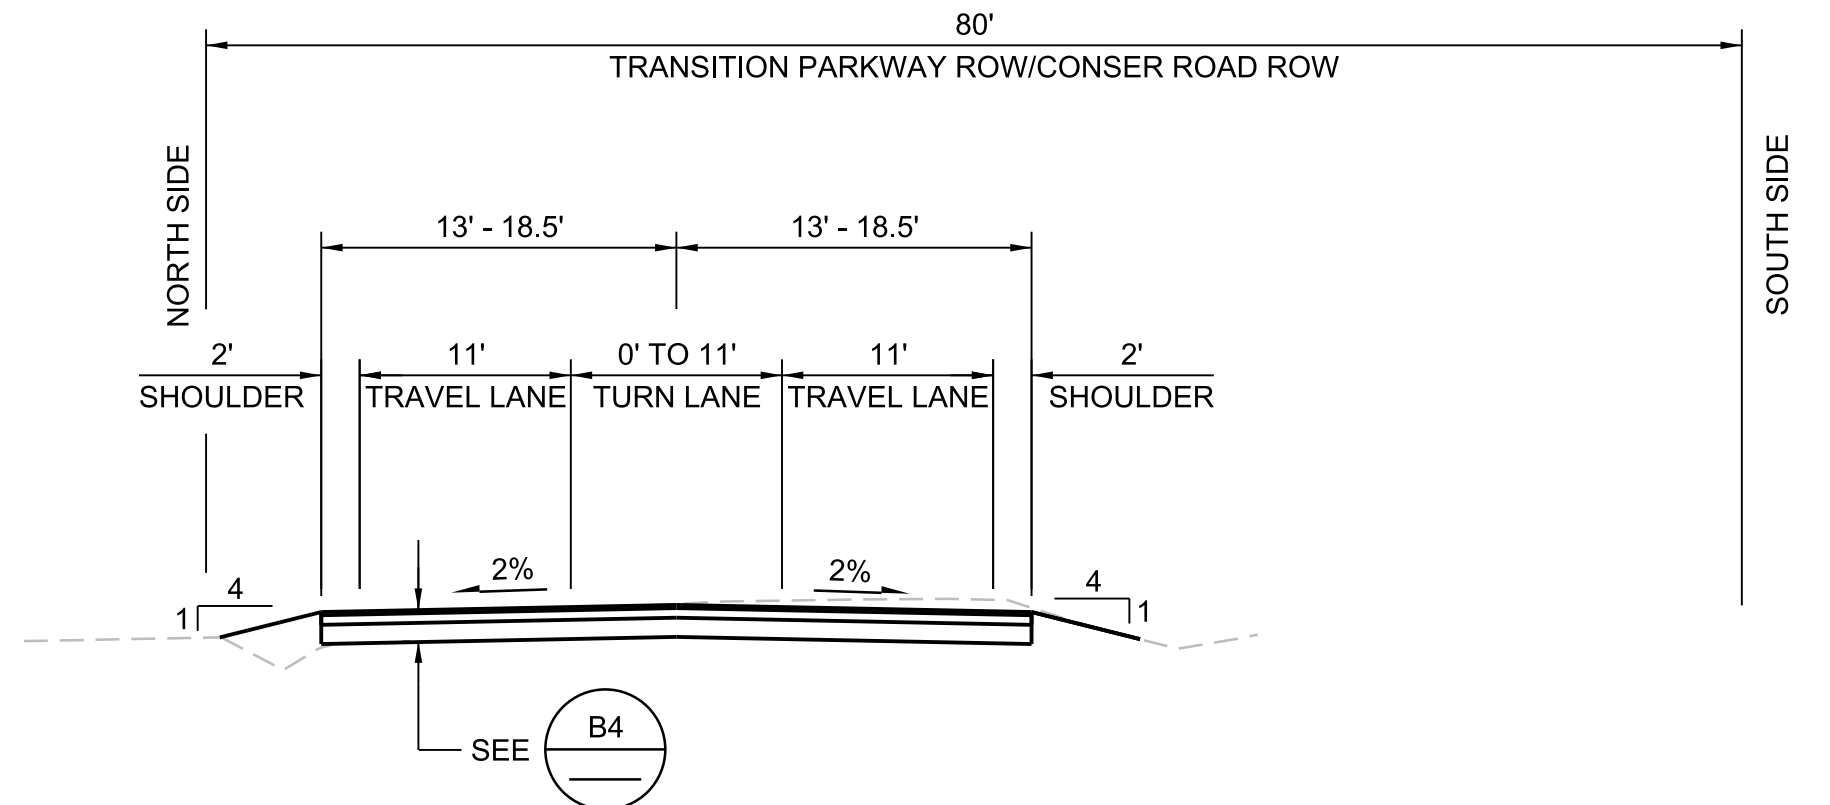 80'
TRANSITION PARKWAY ROW/CONSER ROAD ROW
NORTH SIDE
SOUTH SIDE
13' - 18.5'
13' - 18.5'
2'
SHOULDER
11'
TRAVEL LANE
0' TO 11'
TURN LANE
11'
TRAVEL LANE
2'
SHOULDER
4
1
2%
2%
4
1
SEE
B4